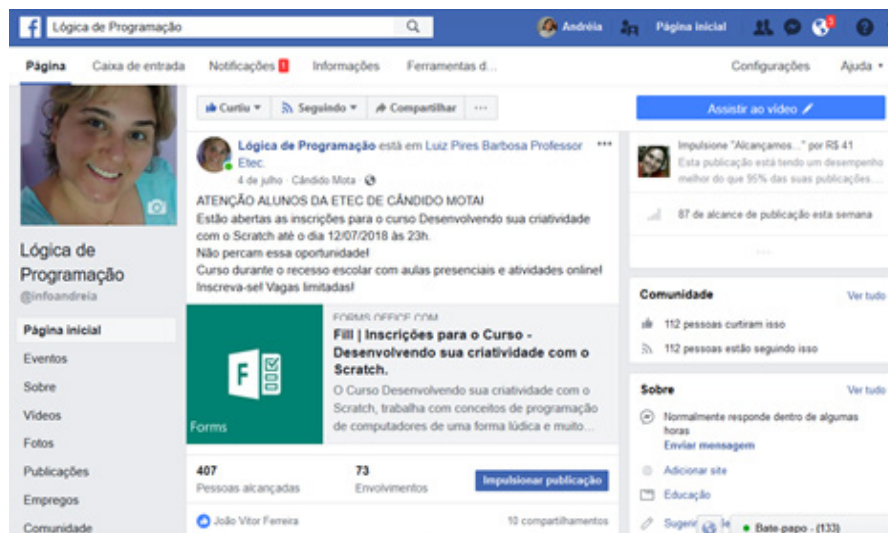 Lógica de Programação
Andréia
Página inicial
Página
Caixa de entrada
Notificações 1
Informações
Ferramentas d...
Configurações
Ajuda
Curtiu
Seguindo
Compartilhar
Assistir ao vídeo
Lógica de Programação
@infoandreia
Página inicial
Eventos
Sobre
Vídeos
Fotos
Publicações
Empregos
Comunidade
Lógica de Programação está em Luiz Pires Barbosa Professor
Etec.
4 de julho · Cândido Mota ·
ATENÇÃO ALUNOS DA ETEC DE CÂNDIDO MOTA!
Estão abertas as inscrições para o curso Desenvolvendo sua criatividade
com o Scratch até o dia 12/07/2018 às 23h.
Não percam essa oportunidade!
Curso durante o recesso escolar com aulas presenciais e atividades online!
Inscreva-se! Vagas limitadas!
Forms
FORMS.OFFICE.COM
Fill | Inscrições para o Curso -
Desenvolvendo sua criatividade com o
Scratch.
O Curso Desenvolvendo sua criatividade com o
Scratch, trabalha com conceitos de programação
de computadores de uma forma lúdica e muito...
407
Pessoas alcançadas
73
Envolvimentos
Impulsionar publicação
João Vitor Ferreira
10 compartilhamentos
Impulsione "Alcançamos..." por R$ 41
Esta publicação está tendo um desempenho
melhor do que 95% das suas publicações....
87 de alcance de publicação esta semana
Comunidade
Ver tudo
112 pessoas curtiram isso
112 pessoas estão seguindo isso
Sobre
Ver tudo
Normalmente responde dentro de algumas
horas
Enviar mensagem
Adicionar site
Educação
Bate-papo - (133)